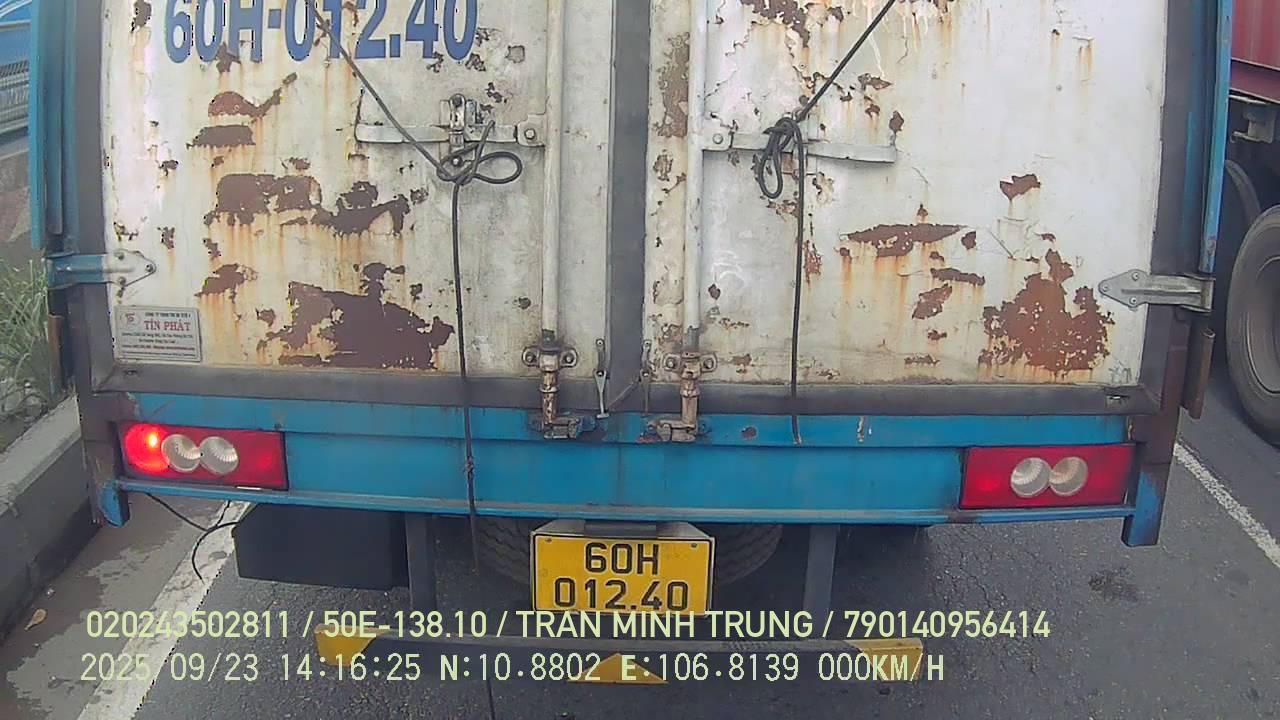 60H-012.40
TÍN PHÁT
60H
012.40
020243502811 / 50E-138.10 / TRAN MINH TRUNG / 790140956414
2025/09/23 14:16:25 N:10.8802 E:106.8139 000KM/H